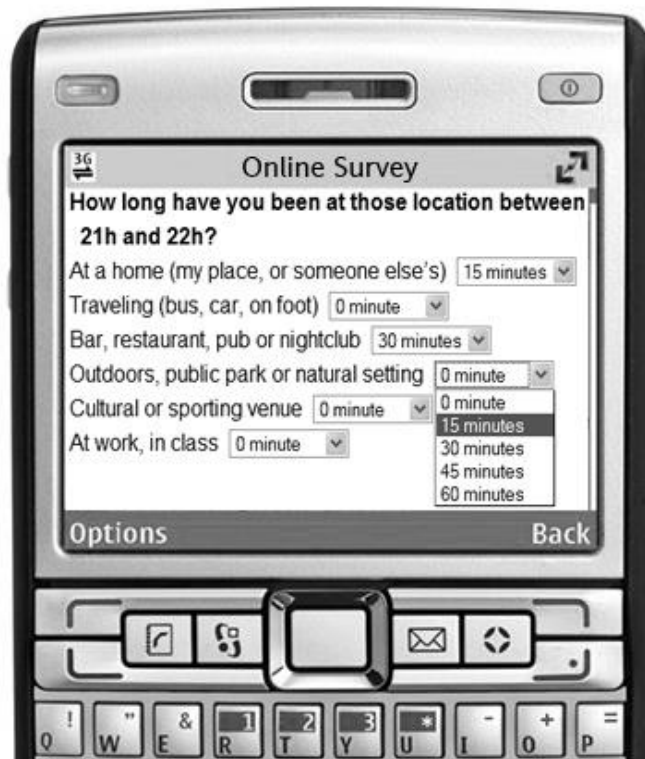 3G
Online Survey
How long have you been at those location between
21h and 22h?
At a home (my place, or someone else's) 15 minutes
Traveling (bus, car, on foot) 0 minute
Bar, restaurant, pub or nightclub 30 minutes
Outdoors, public park or natural setting 0 minute
0 minute
15 minutes
30 minutes
45 minutes
60 minutes
Cultural or sporting venue 0 minute
At work, in class 0 minute
Options Back
! " & 1 2 3 * - + =
Q W E R T Y U I O P